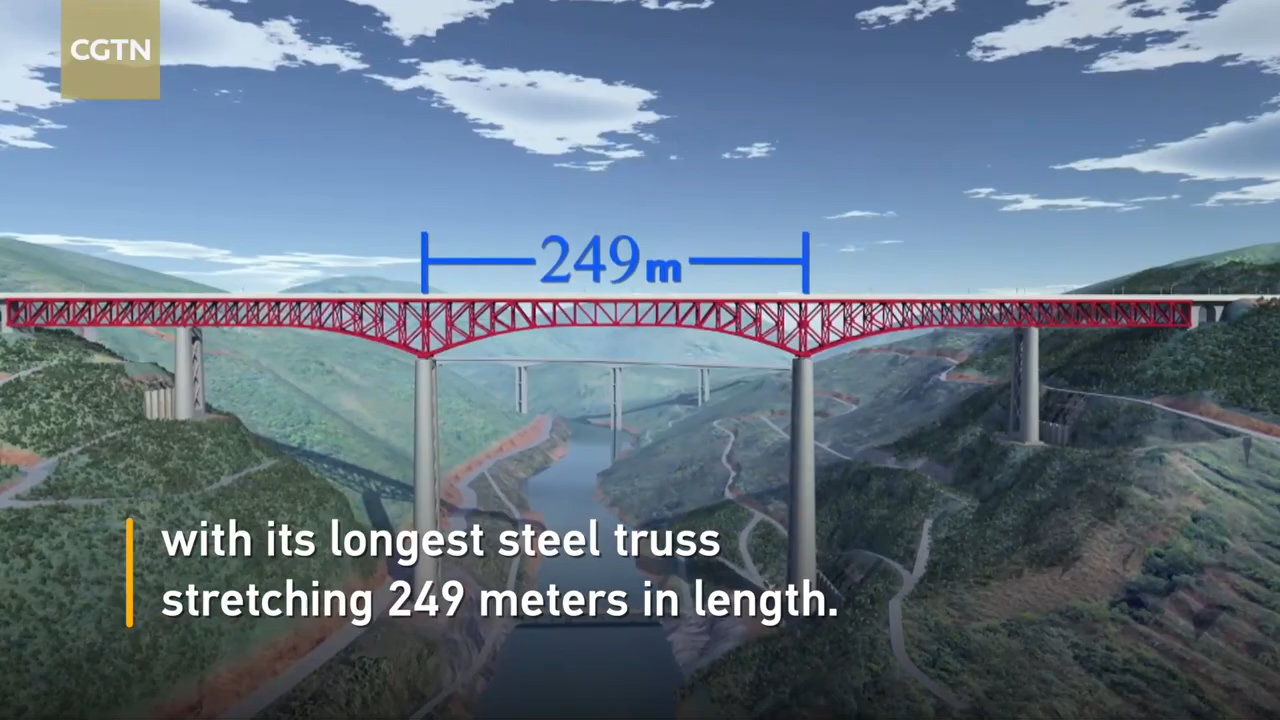 CGTN
249m
with its longest steel truss
stretching 249 meters in length.